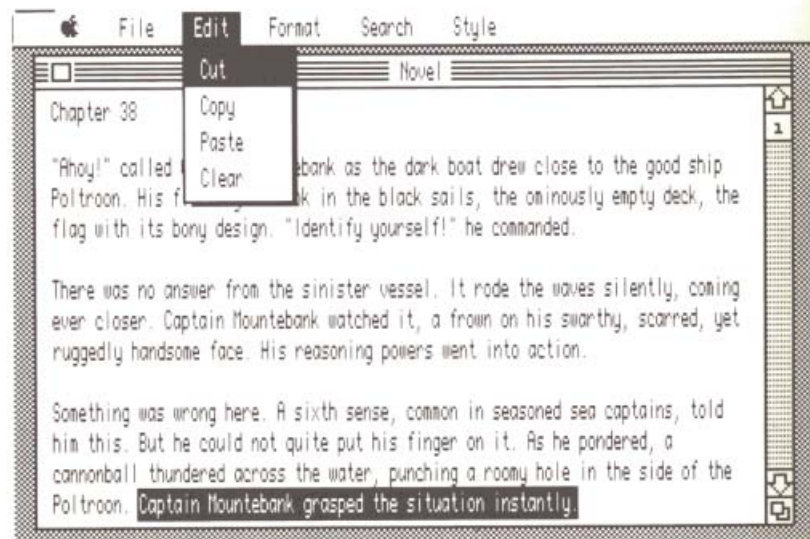 File Edit Format Search Style
Novel
Cut
Copy
Paste
Clear
Chapter 38
1
"Ahoy!" called as the dark boat drew close to the good ship
Poltroon. His in the black sails, the ominously empty deck, the
flag with its bony design. "Identify yourself!" he commanded.
There was no answer from the sinister vessel. It rode the waves silently, coming
ever closer. Captain Mountebank watched it, a frown on his swarthy, scarred, yet
ruggedly handsome face. His reasoning powers went into action.
Something was wrong here. A sixth sense, common in seasoned sea captains, told
him this. But he could not quite put his finger on it. As he pondered, a
cannonball thundered across the water, punching a roomy hole in the side of the
Poltroon. Captain Mountebank grasped the situation instantly.